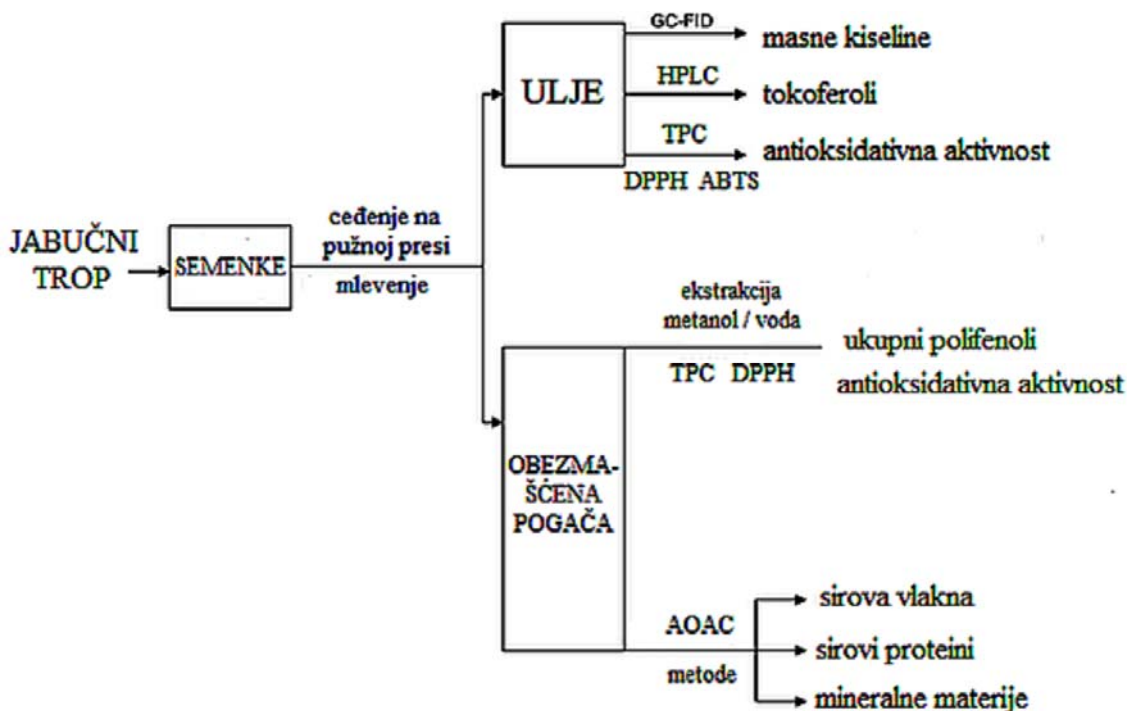 JABUČNI
TROP
SEMENKE
ceđenje na
pužnoj presi
mlevenje
ULJE
GC-FID
masne kiseline
HPLC
tokoferoli
TPC
antioksidativna aktivnost
DPPH ABTS
OBEZMA-
ŠĆENA
POGAČA
ekstrakcija
metanol / voda
TPC DPPH
ukupni polifenoli
antioksidativna aktivnost
AOAC
metode
sirova vlakna
sirovi proteini
mineralne materije